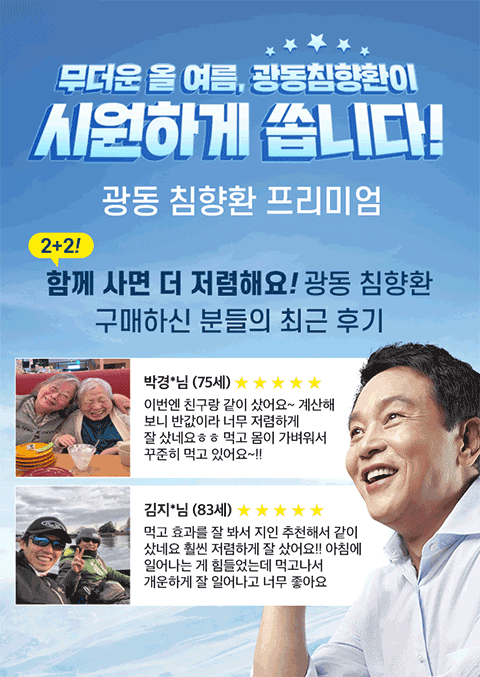 무더운 올 여름, 광동침향환이
시원하게 쏩니다!
광동 침향환 프리미엄
2+2!
함께 사면 더 저렴해요! 광동 침향환
구매하신 분들의 최근 후기
박경*님 (75세) ★★★★★
이번엔 친구랑 같이 샀어요~ 계산해
보니 반값이라 너무 저렴하게
잘 샀네요ㅎㅎ 먹고 몸이 가벼워서
꾸준히 먹고 있어요~!!
김지*님 (83세) ★★★★★
먹고 효과를 잘 봐서 지인 추천해서 같이
샀네요 훨씬 저렴하게 잘 샀어요!! 아침에
일어나는 게 힘들었는데 먹고나서
개운하게 잘 일어나고 너무 좋아요